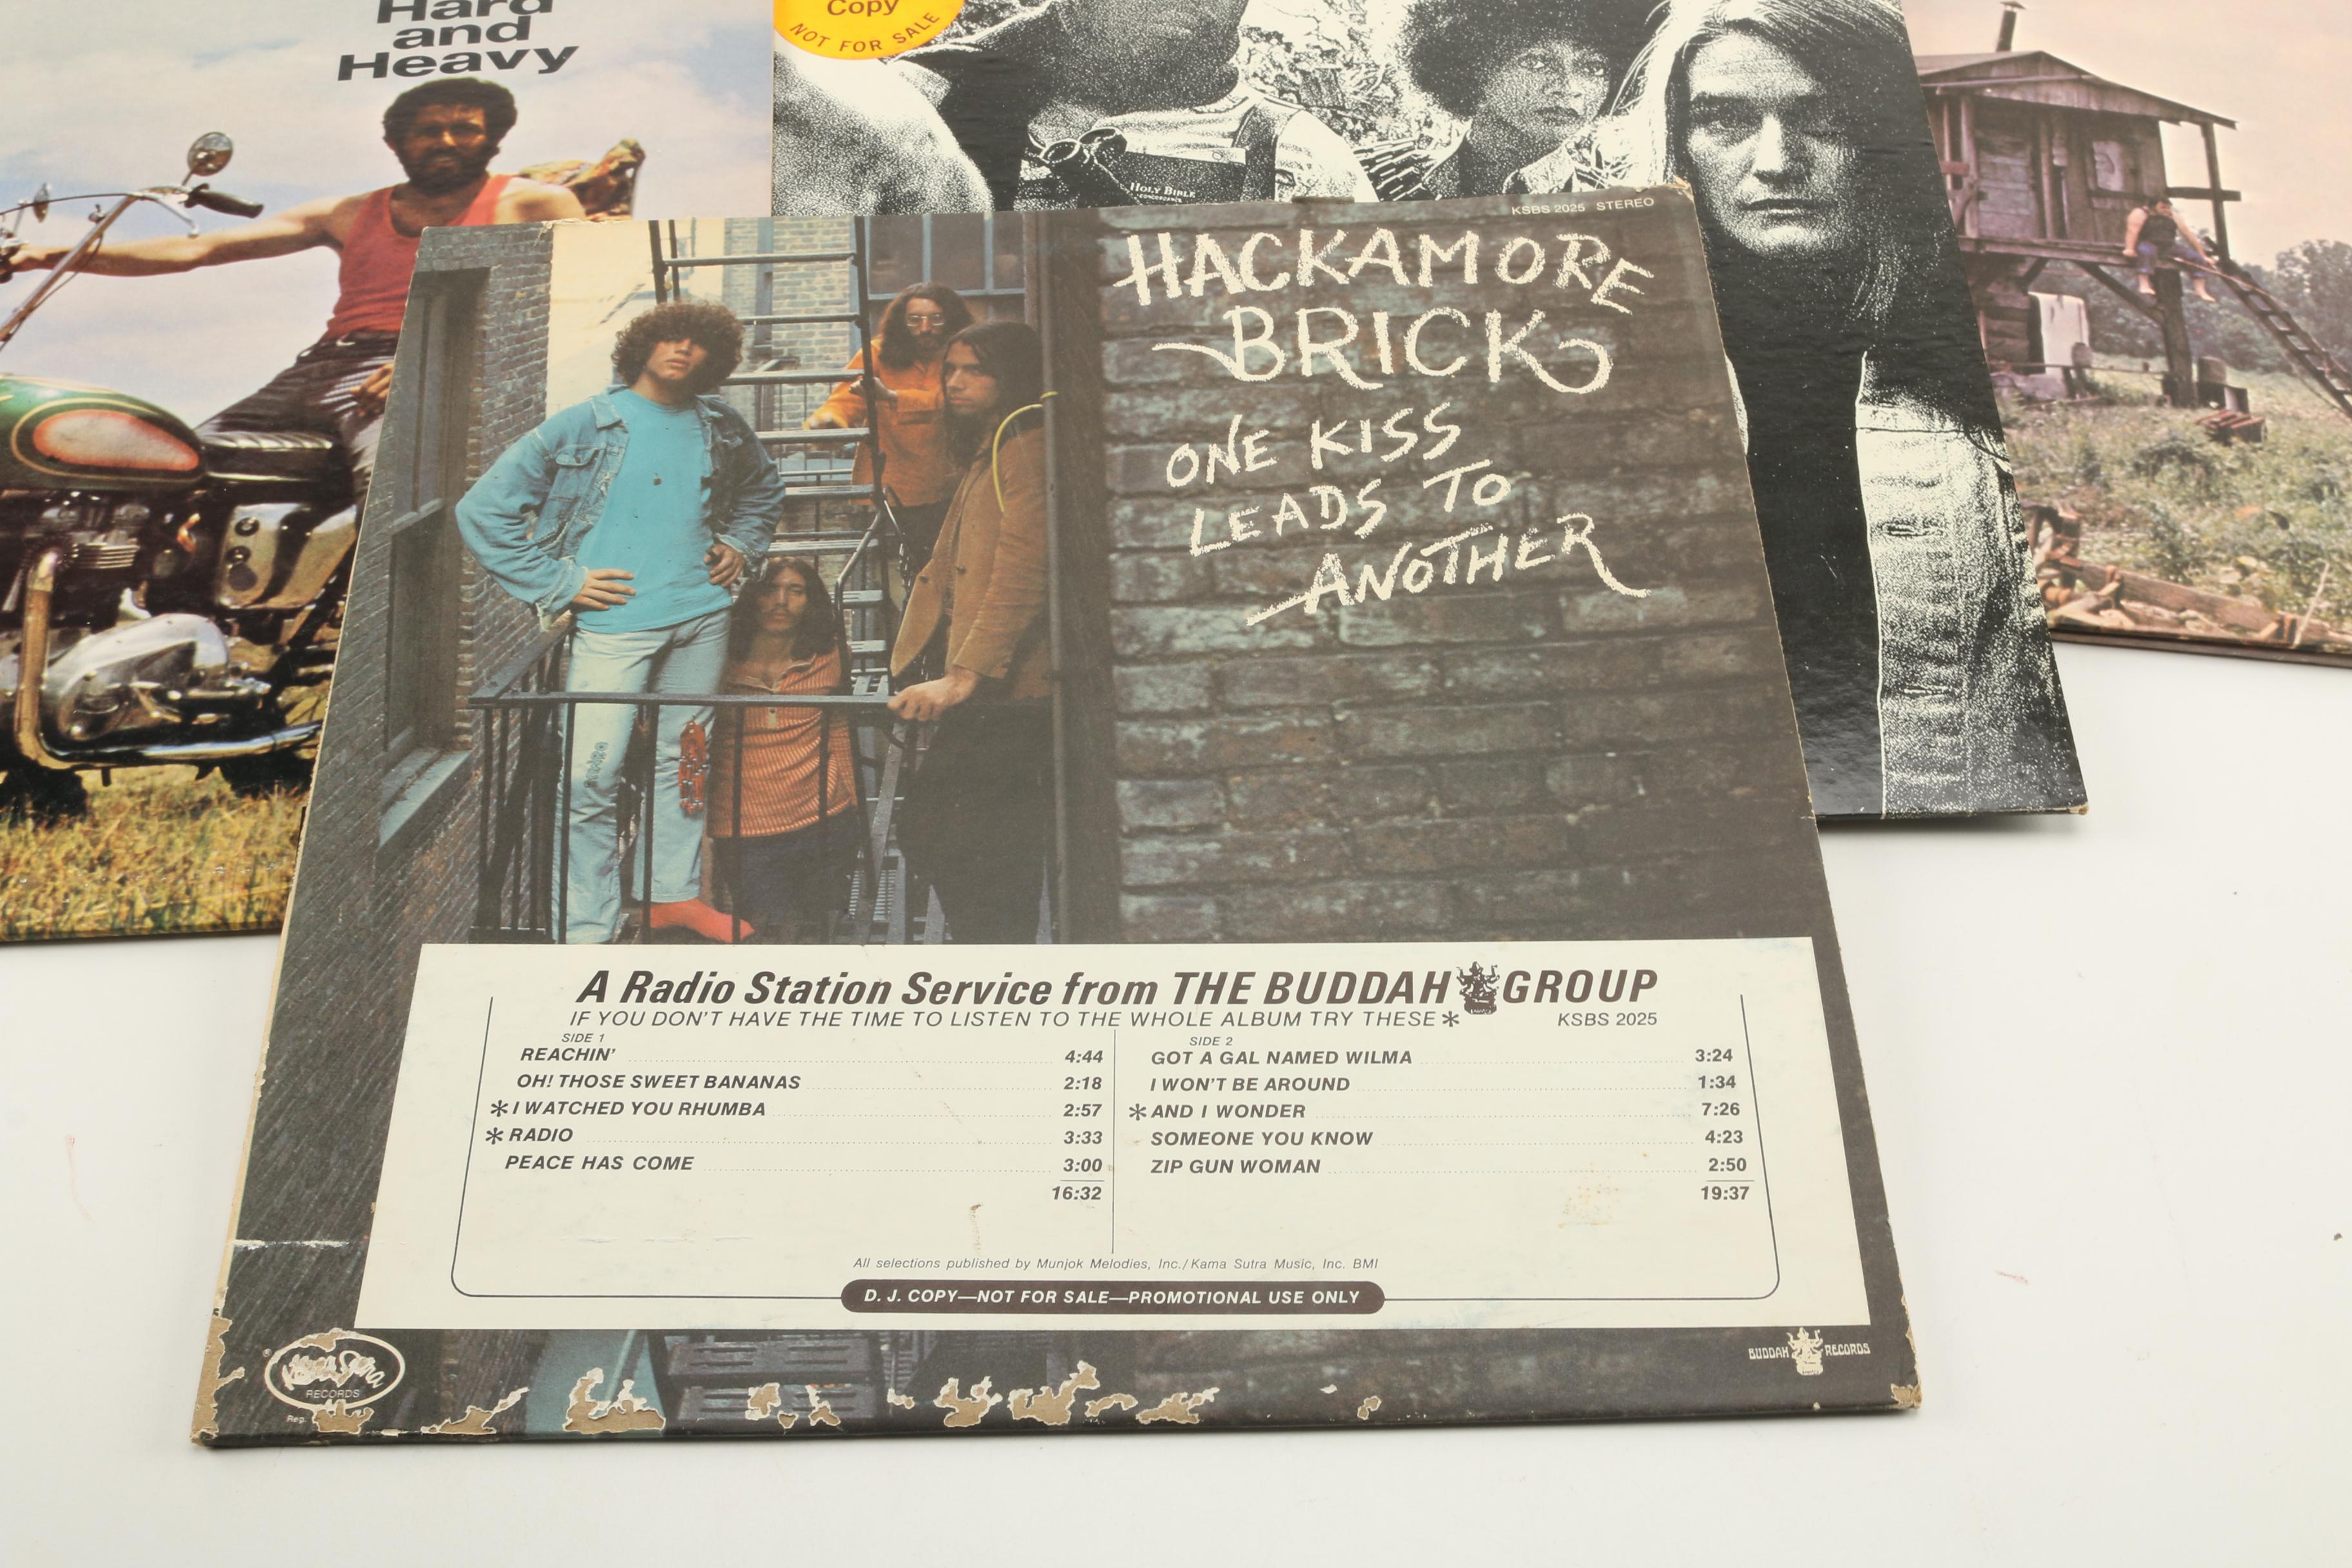 Hard
and
Heavy
Copy
NOT FOR SALE
HOLY BIBLE
KSBS 2025 STEREO
HACKAMORE
BRICK
ONE KISS
LEADS TO
ANOTHER
A Radio Station Service from THE BUDDAH GROUP
IF YOU DON'T HAVE THE TIME TO LISTEN TO THE WHOLE ALBUM TRY THESE* KSBS 2025
SIDE 1
REACHIN' 4:44
OH! THOSE SWEET BANANAS 2:18
*I WATCHED YOU RHUMBA 2:57
*RADIO 3:33
PEACE HAS COME 3:00
16:32
SIDE 2
GOT A GAL NAMED WILMA 3:24
I WON'T BE AROUND 1:34
*AND I WONDER 7:26
SOMEONE YOU KNOW 4:23
ZIP GUN WOMAN 2:50
19:37
All selections published by Munjok Melodies, Inc./Kama Sutra Music, Inc. BMI
D. J. COPY—NOT FOR SALE—PROMOTIONAL USE ONLY
Kama Sutra
RECORDS
Reg.
BUDDAH RECORDS